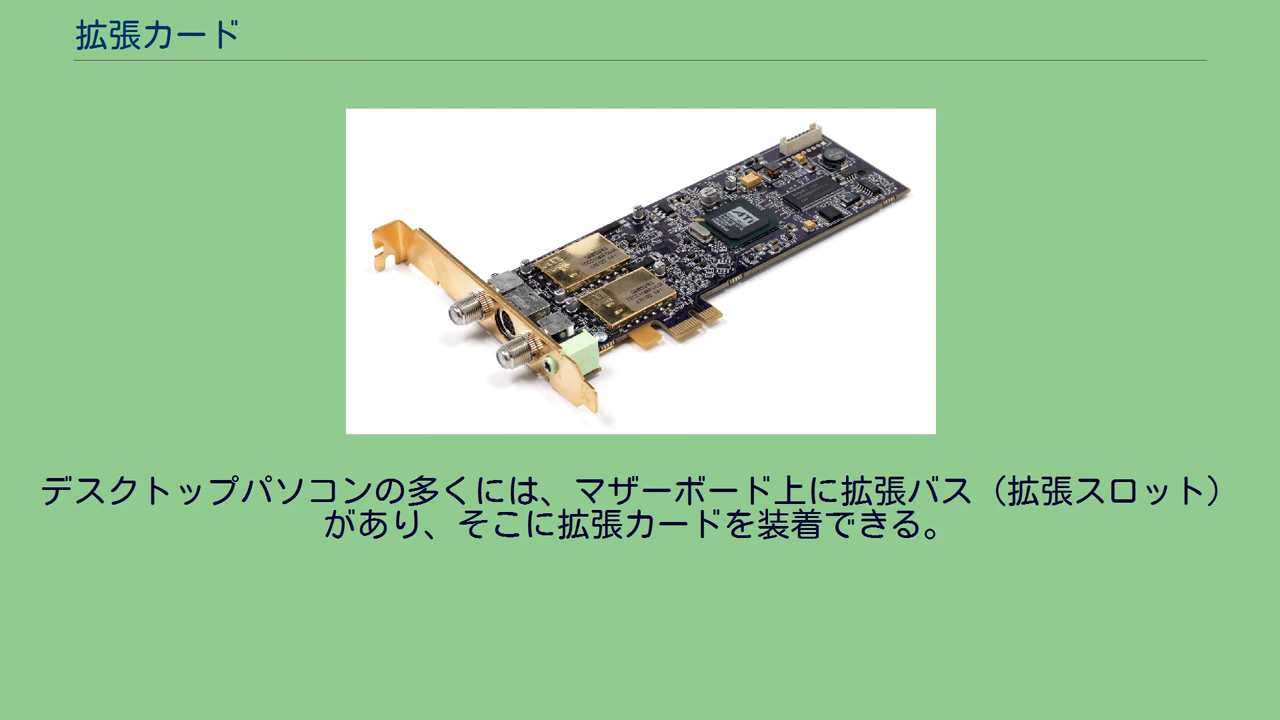 拡張カード
ATI
デスクトップパソコンの多くには、マザーボード上に拡張バス（拡張スロット）
があり、そこに拡張カードを装着できる。